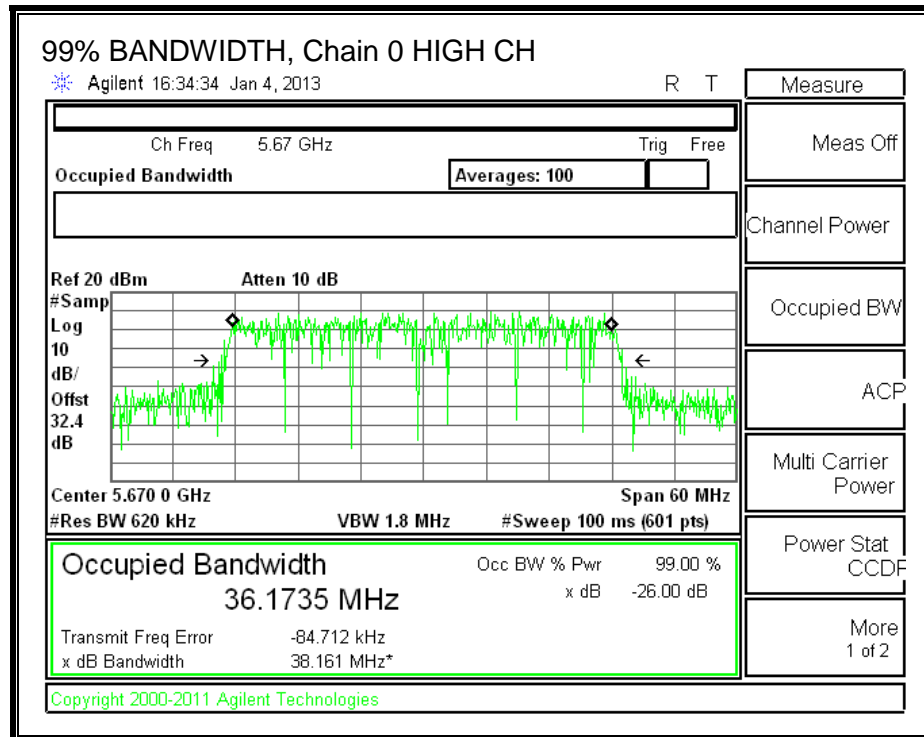 99% BANDWIDTH, Chain 0 HIGH CH
Agilent 16:34:34 Jan 4, 2013 R T
Measure
Ch Freq 5.67 GHz Trig Free
Occupied Bandwidth Averages: 100
Meas Off
Channel Power
Occupied BW
ACP
Multi Carrier
Power
Power Stat
CCDF
More
1 of 2
Ref 20 dBm Atten 10 dB
#Samp
Log
10
dB/
Offst
32.4
dB
Center 5.670 0 GHz Span 60 MHz
#Res BW 620 kHz VBW 1.8 MHz #Sweep 100 ms (601 pts)
Occupied Bandwidth Occ BW % Pwr 99.00 %
36.1735 MHz x dB -26.00 dB
Transmit Freq Error -84.712 kHz
x dB Bandwidth 38.161 MHz*
Copyright 2000-2011 Agilent Technologies